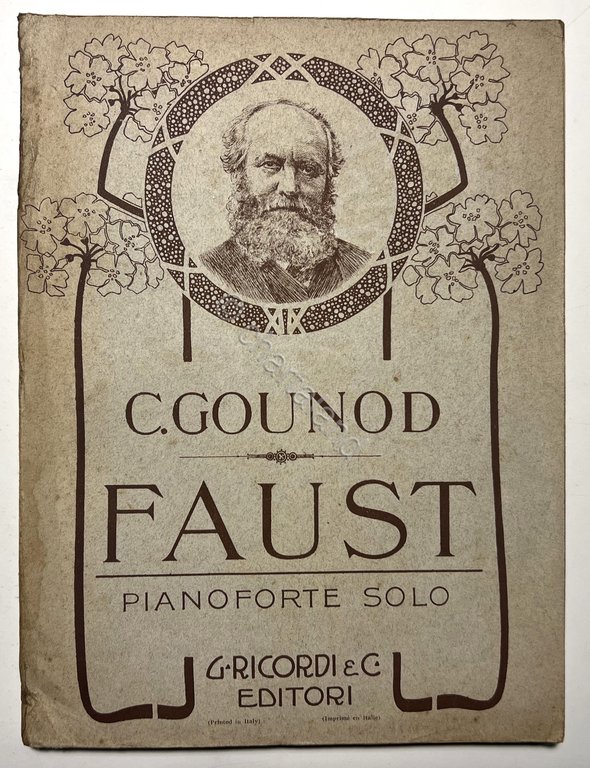 C. GOUNOD
FAUST
PIANOFORTE SOLO
G. RICORDI & C.
EDITORI
(Printed in Italy) (Imprimé en Italie)